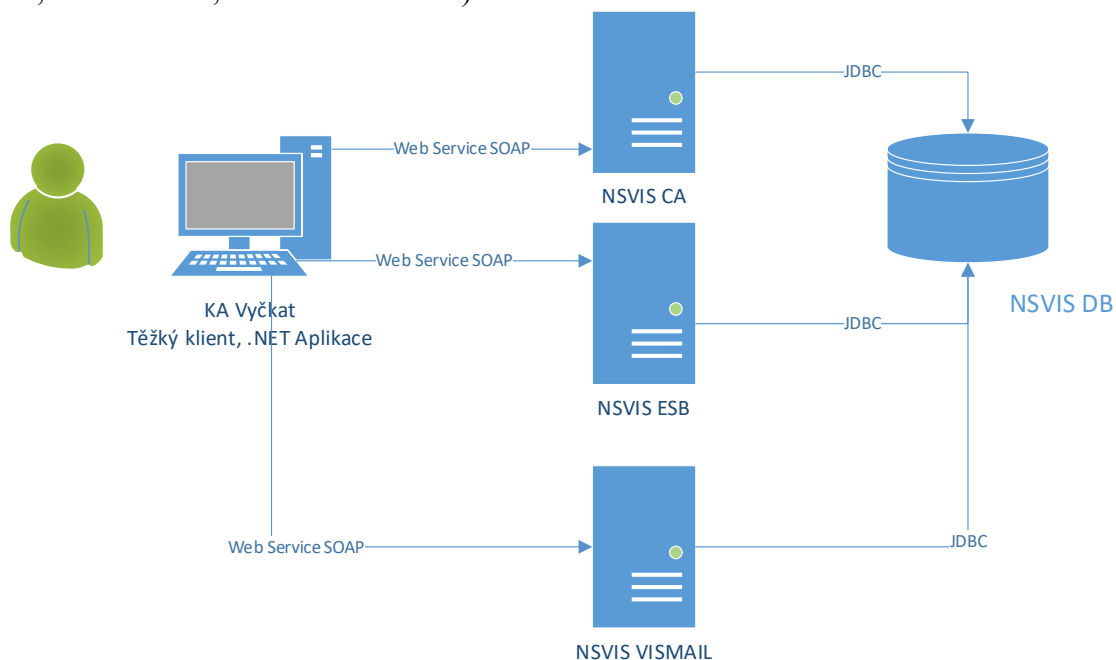 JDBC
Web Service SOAP
NSVIS CA
Web Service SOAP
KA Vyčkat
Těžký klient, .NET Aplikace
NSVIS DB
JDBC
NSVIS ESB
Web Service SOAP
JDBC
NSVIS VISMAIL